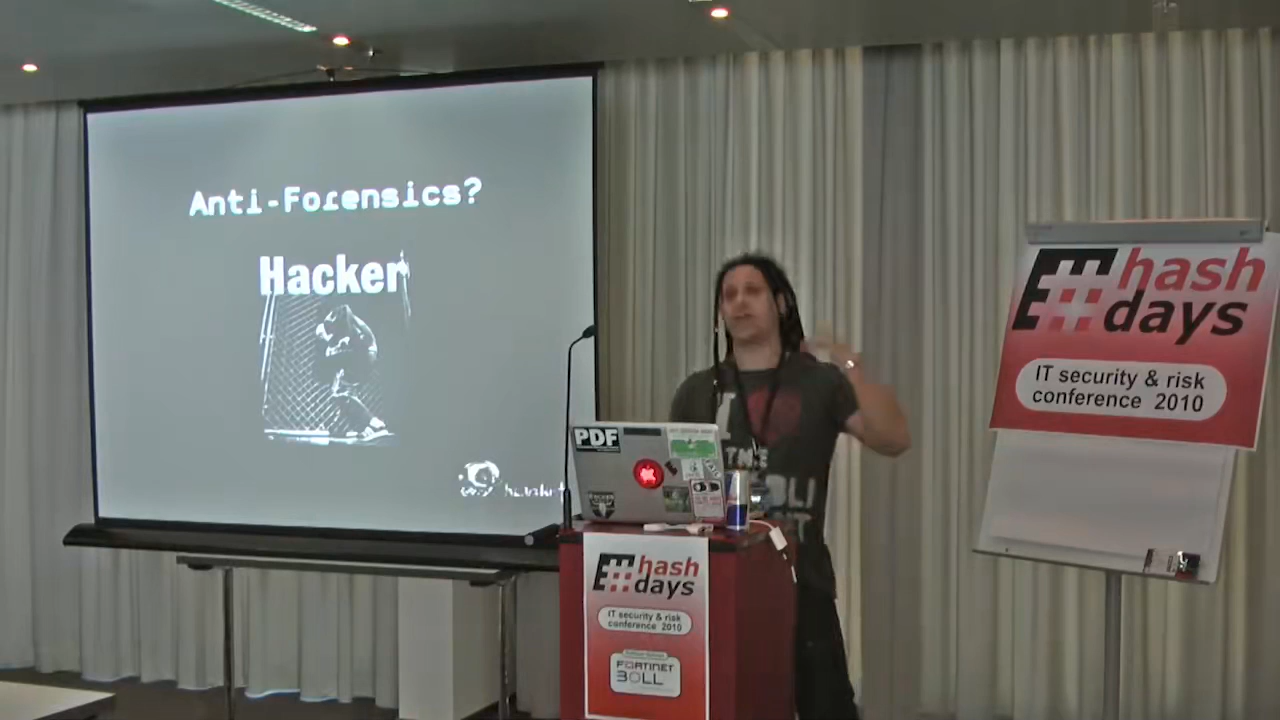 Anti-Forensics?
Hacker
PDF
I
THE
hash
days
IT security & risk
conference 2010
FORTINET
BOLL
hash
days
IT security & risk
conference 2010